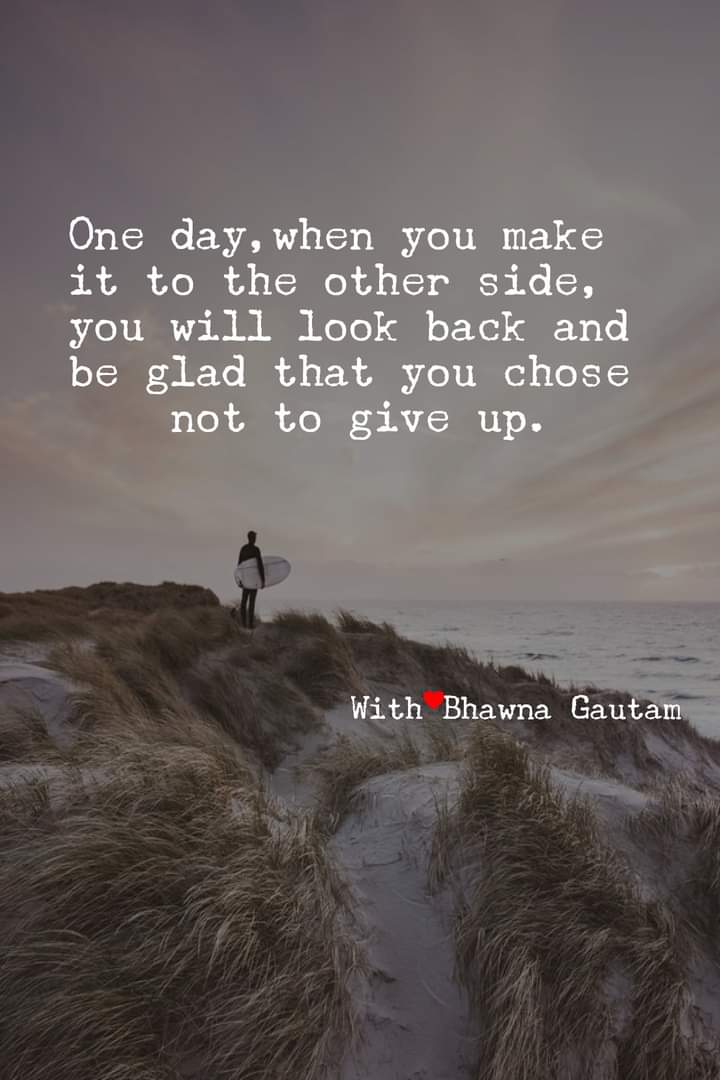 One day,when you make
it to the other side,
you will look back and
be glad that you chose
not to give up.
With❤Bhawna Gautam